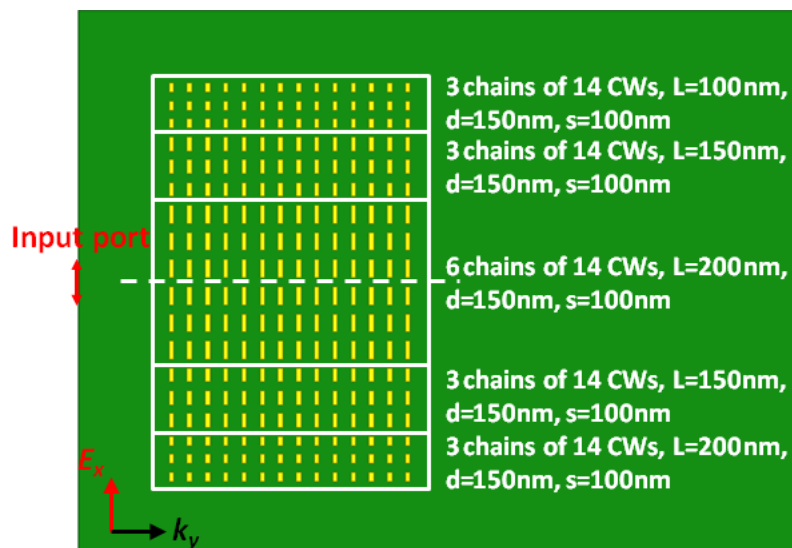 3 chains of 14 CWs, L=100nm,
d=150nm, s=100nm
3 chains of 14 CWs, L=150nm,
d=150nm, s=100nm
Input port
6 chains of 14 CWs, L=200nm,
d=150nm, s=100nm
3 chains of 14 CWs, L=150nm,
d=150nm, s=100nm
3 chains of 14 CWs, L=200nm,
d=150nm, s=100nm
Ex
ky